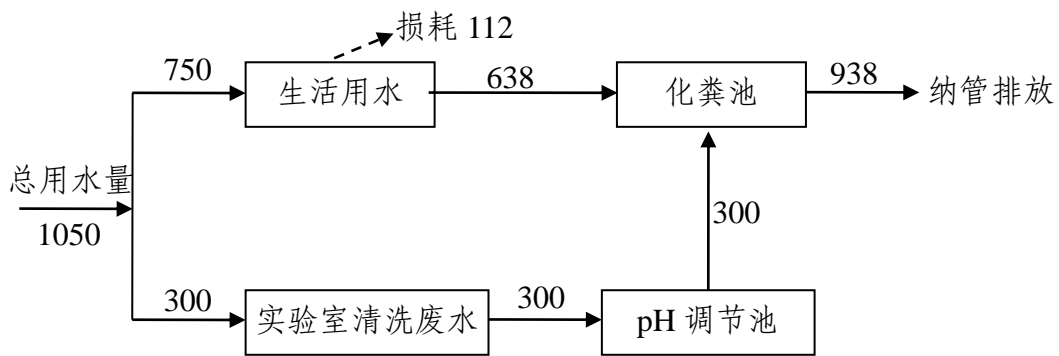 损耗 112
750
生活用水
638
化粪池
938
纳管排放
总用水量
1050
300
300
实验室清洗废水
300
pH 调节池